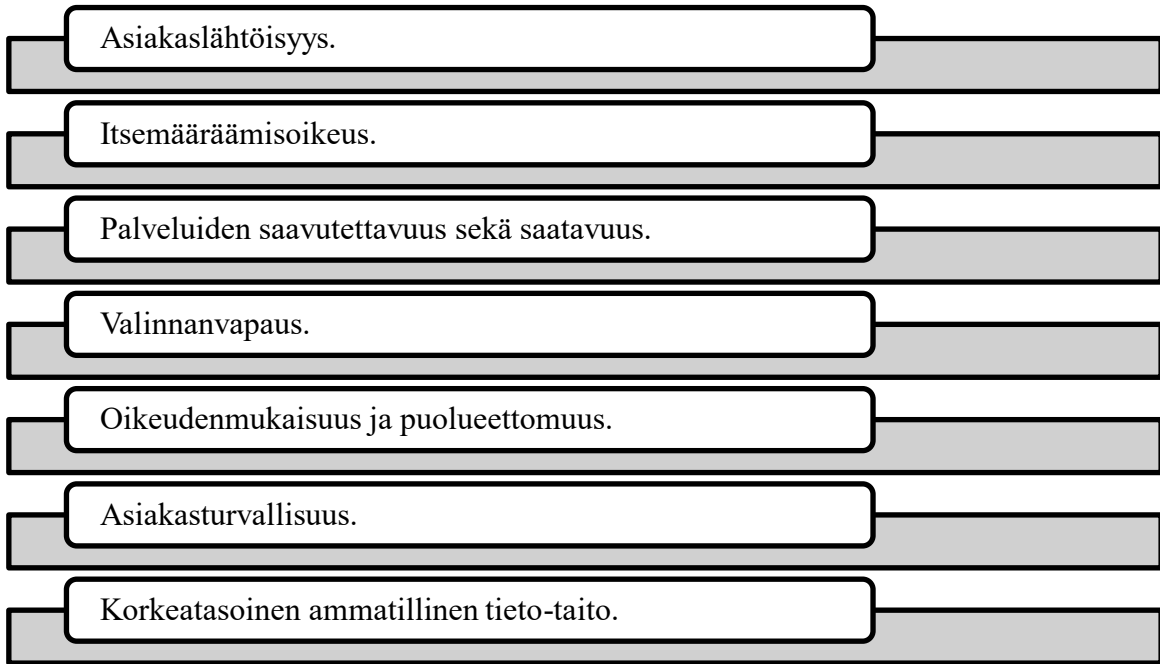 Asiakaslähtöisyys.
Itsemääräämisoikeus.
Palveluiden saavutettavuus sekä saatavuus.
Valinnanvapaus.
Oikeudenmukaisuus ja puolueettomuus.
Asiakasturvallisuus.
Korkeatasoinen ammatillinen tieto-taito.